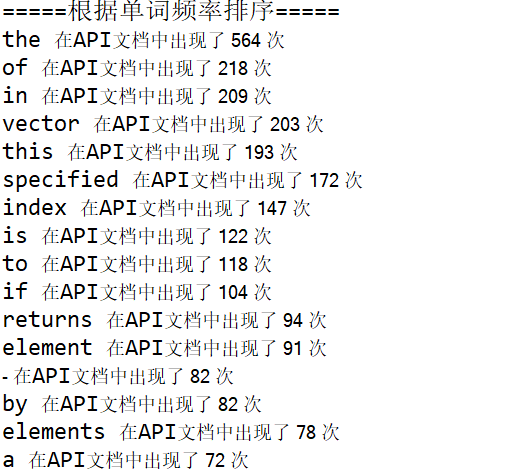 =====根据单词频率排序=====
the 在API文档中出现了 564 次
of 在API文档中出现了 218 次
in 在API文档中出现了 209 次
vector 在API文档中出现了 203 次
this 在API文档中出现了 193 次
specified 在API文档中出现了 172 次
index 在API文档中出现了 147 次
is 在API文档中出现了 122 次
to 在API文档中出现了 118 次
if 在API文档中出现了 104 次
returns 在API文档中出现了 94 次
element 在API文档中出现了 91 次
- 在API文档中出现了 82 次
by 在API文档中出现了 82 次
elements 在API文档中出现了 78 次
a 在API文档中出现了 72 次